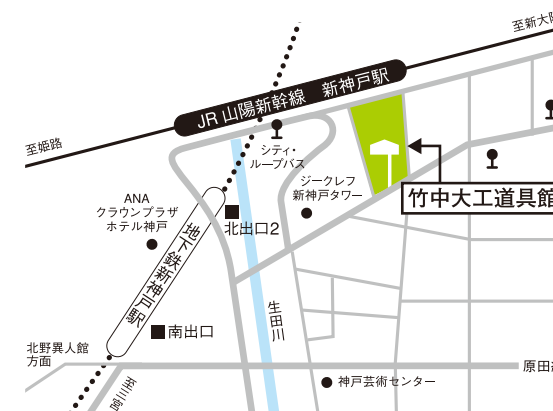 至新大阪
JR 山陽新幹線　新神戸駅
至姫路
シティ・
ループバス
ジークレフ
新神戸タワー
竹中大工道具館
ANA
クラウンプラザ
ホテル神戸
北出口2
地下鉄新神戸駅
生田川
南出口
北野異人館
方面
至三宮
神戸芸術センター
原田